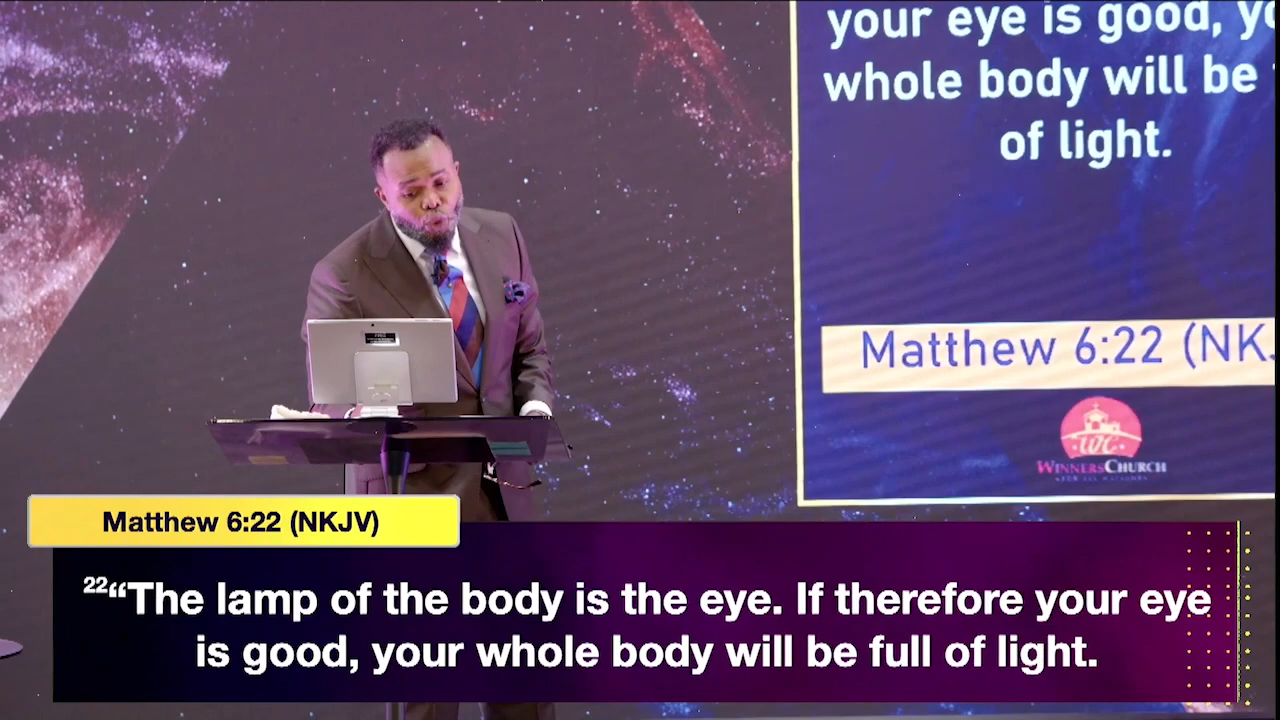 your eye is good, yo
whole body will be
of light.
Matthew 6:22 (NK
WC
WINNERSCHURCH
Matthew 6:22 (NKJV)
22“The lamp of the body is the eye. If therefore your eye
is good, your whole body will be full of light.